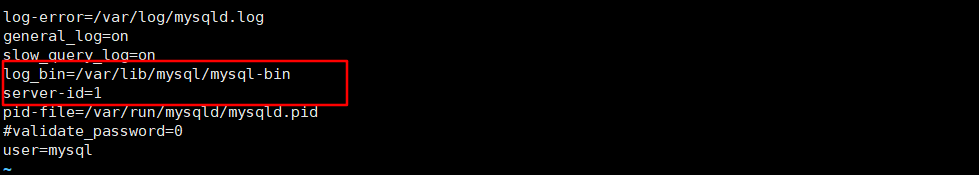 log-error=/var/log/mysqld.log
general_log=on
slow_query_log=on
log_bin=/var/lib/mysql/mysql-bin
server-id=1
pid-file=/var/run/mysqld/mysqld.pid
#validate_password=0
user=mysql
~